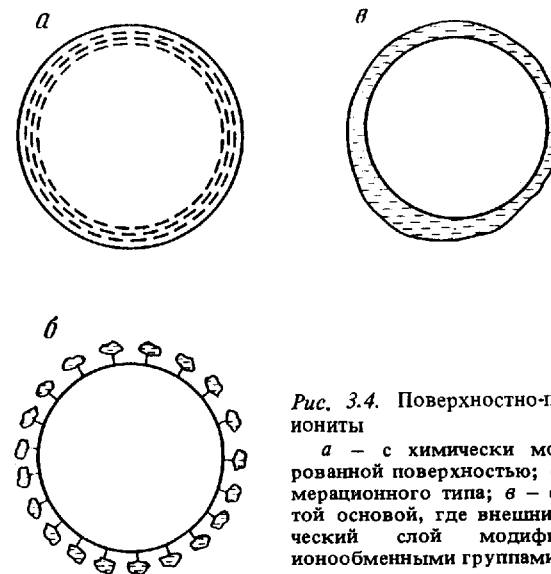 а
в
б
Рис. 3.4. Поверхностно-п
иониты
а — с химически мо
рованной поверхностью;
мерационного типа; в —
той основой, где внешни
ческий слой модиф
ионообменными группами